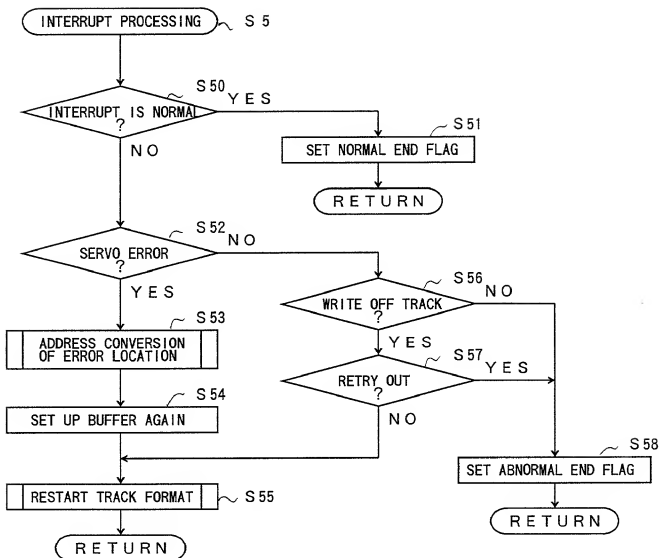 INTERRUPT PROCESSING
S 5
S 50
INTERRUPT IS NORMAL
?
YES
NO
S 51
SET NORMAL END FLAG
RETURN
S 52
SERVO ERROR
?
NO
YES
S 56
WRITE OFF TRACK
?
NO
YES
S 53
ADDRESS CONVERSION
OF ERROR LOCATION
S 57
RETRY OUT
?
YES
NO
S 54
SET UP BUFFER AGAIN
S 58
SET ABNORMAL END FLAG
RESTART TRACK FORMAT
S 55
RETURN
RETURN